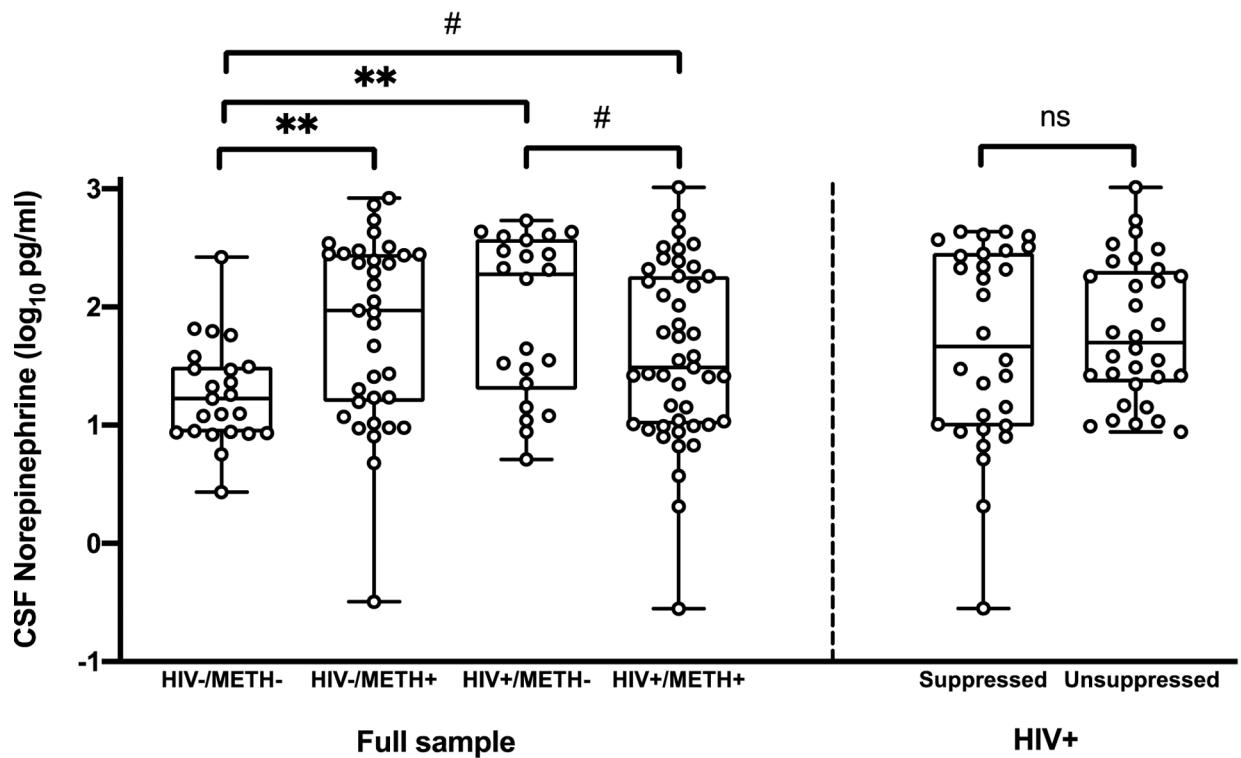 #
**
**
#
ns
CSF Norepinephrine (log10 pg/ml)
3
2
1
0
-1
HIV-/METH- HIV-/METH+ HIV+/METH- HIV+/METH+ Suppressed Unsuppressed
Full sample HIV+